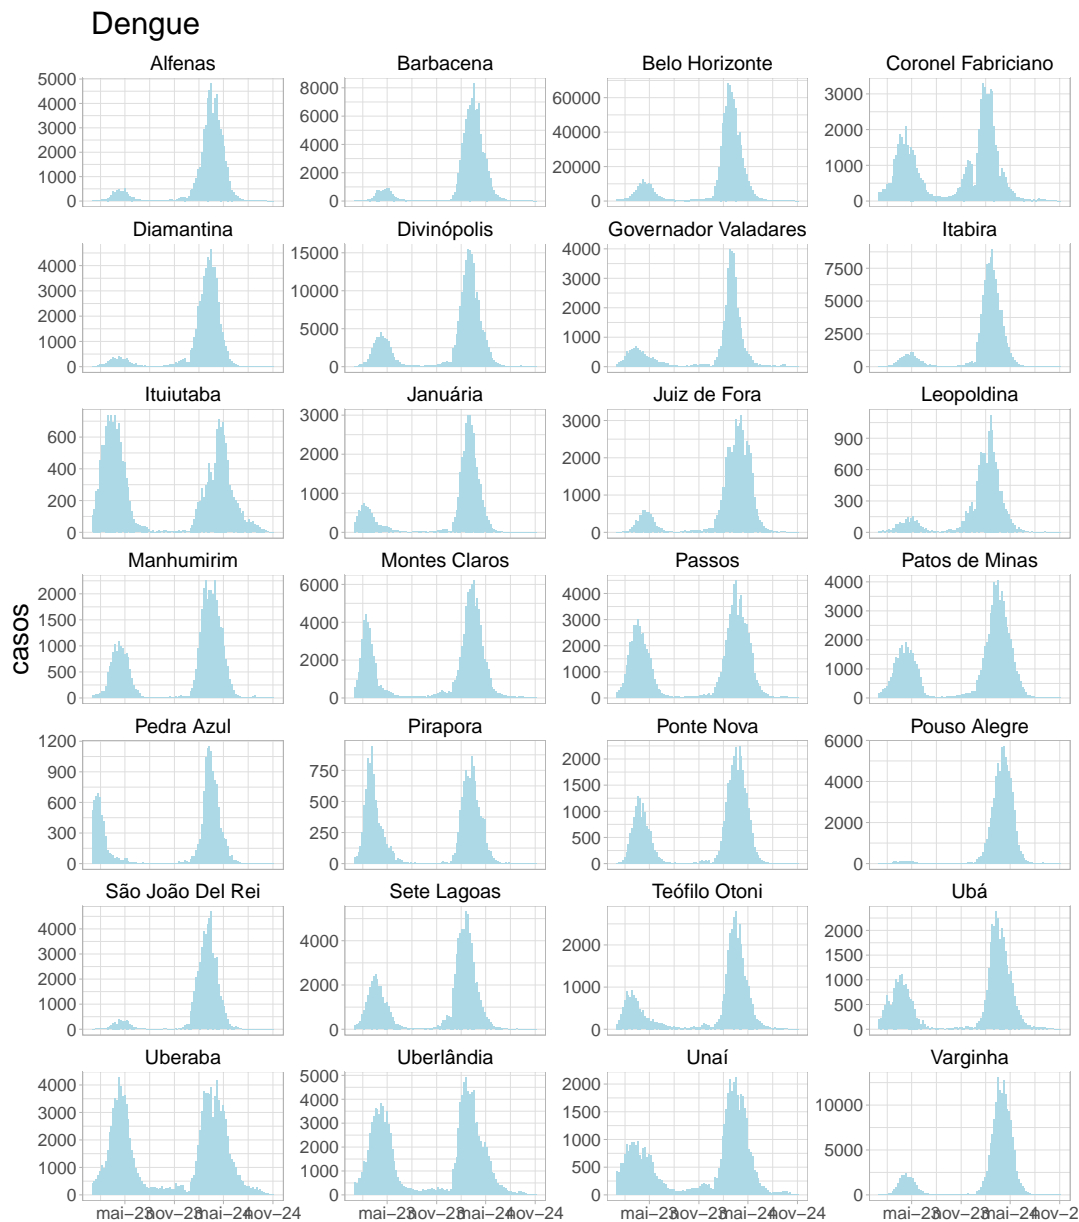 Dengue
Alfenas Barbacena Belo Horizonte Coronel Fabriciano
5000 4000 3000 2000 1000 0
8000 6000 4000 2000 0
60000 40000 20000 0
3000 2000 1000 0
Diamantina Divinópolis Governador Valadares Itabira
4000 3000 2000 1000 0
15000 10000 5000 0
4000 3000 2000 1000 0
7500 5000 2500 0
Ituiutaba Januária Juiz de Fora Leopoldina
600 400 200 0
3000 2000 1000 0
3000 2000 1000 0
900 600 300 0
Manhumirim Montes Claros Passos Patos de Minas
2000 1500 1000 500 0
6000 4000 2000 0
4000 3000 2000 1000 0
4000 3000 2000 1000 0
casos
Pedra Azul Pirapora Ponte Nova Pouso Alegre
1200 900 600 300 0
750 500 250 0
2000 1500 1000 500 0
6000 4000 2000 0
São João Del Rei Sete Lagoas Teófilo Otoni Ubá
4000 3000 2000 1000 0
4000 2000 0
2000 1000 0
2000 1500 1000 500 0
Uberaba Uberlândia Unaí Varginha
4000 3000 2000 1000 0
5000 4000 3000 2000 1000 0
2000 1500 1000 500 0
10000 5000 0
mai–23 nov–23 mai–24 nov–24
mai–23 nov–23 mai–24 nov–24
mai–23 nov–23 mai–24 nov–24
mai–23 nov–23 mai–24 nov–2